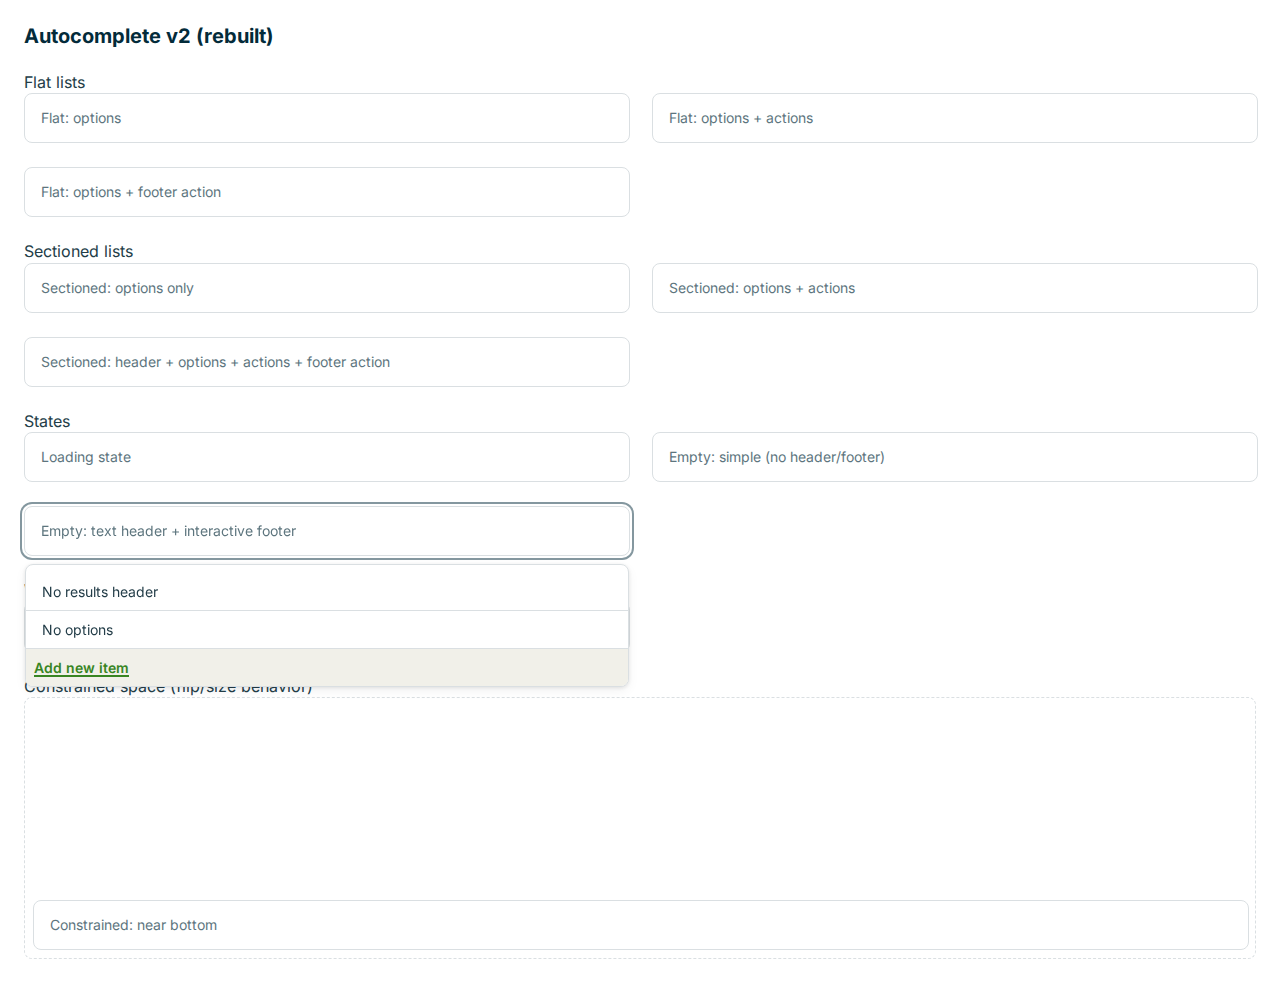 Autocomplete v2 (rebuilt)
Flat lists
Flat: options
Flat: options + actions
Flat: options + footer action
Sectioned lists
Sectioned: options only
Sectioned: options + actions
Sectioned: header + options + actions + footer action
States
Loading state
Empty: simple (no header/footer)
Empty: text header + interactive footer
No results header
No options
Add new item
Constrained space (flip/size behavior)
Constrained: near bottom